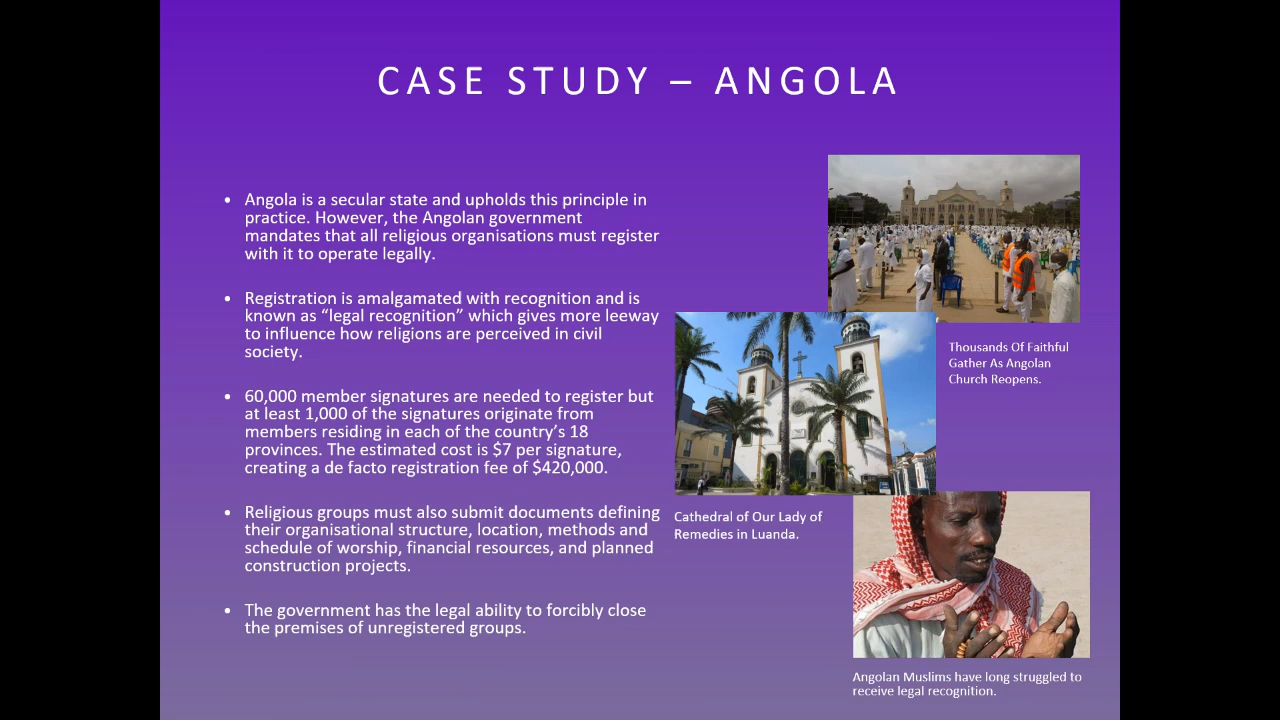 CASE STUDY – ANGOLA
• Angola is a secular state and upholds this principle in
practice. However, the Angolan government
mandates that all religious organisations must register
with it to operate legally.
• Registration is amalgamated with recognition and is
known as “legal recognition” which gives more leeway
to influence how religions are perceived in civil
society.
• 60,000 member signatures are needed to register but
at least 1,000 of the signatures originate from
members residing in each of the country’s 18
provinces. The estimated cost is $7 per signature,
creating a de facto registration fee of $420,000.
• Religious groups must also submit documents defining
their organisational structure, location, methods and
schedule of worship, financial resources, and planned
construction projects.
• The government has the legal ability to forcibly close
the premises of unregistered groups.
Thousands Of Faithful
Gather As Angolan
Church Reopens.
Cathedral of Our Lady of
Remedies in Luanda.
Angolan Muslims have long struggled to
receive legal recognition.